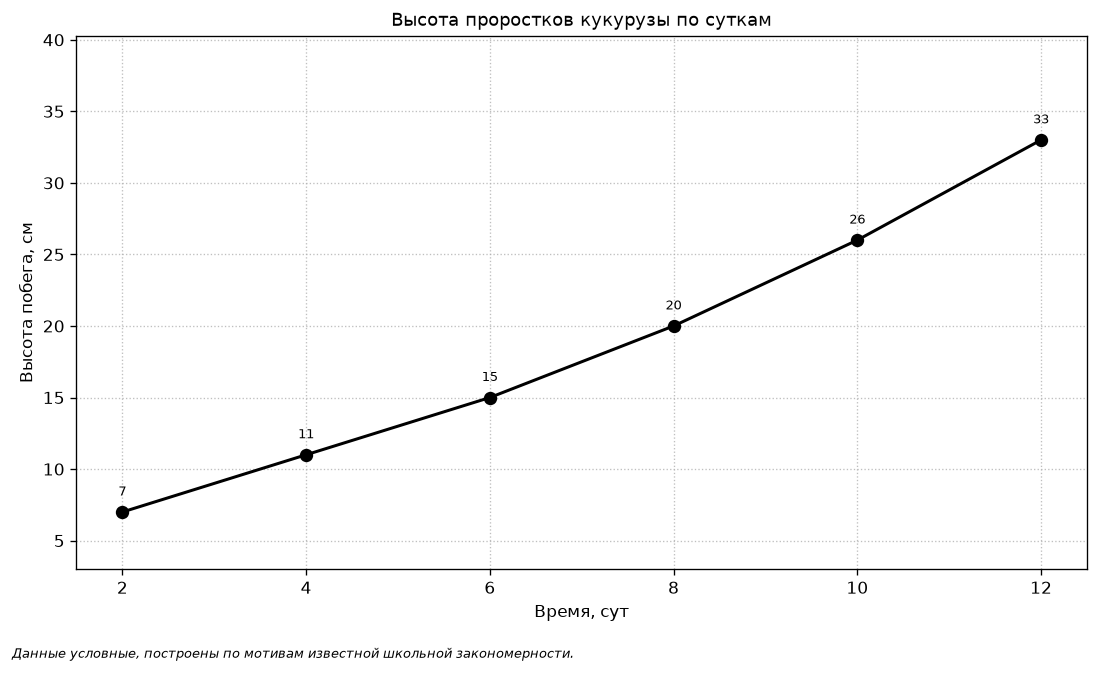 Высота проростков кукурузы по суткам
Высота побега, см
40
35
30
25
20
15
10
5
7
11
15
20
26
33
2 4 6 8 10 12
Время, сут
Данные условные, построены по мотивам известной школьной закономерности.